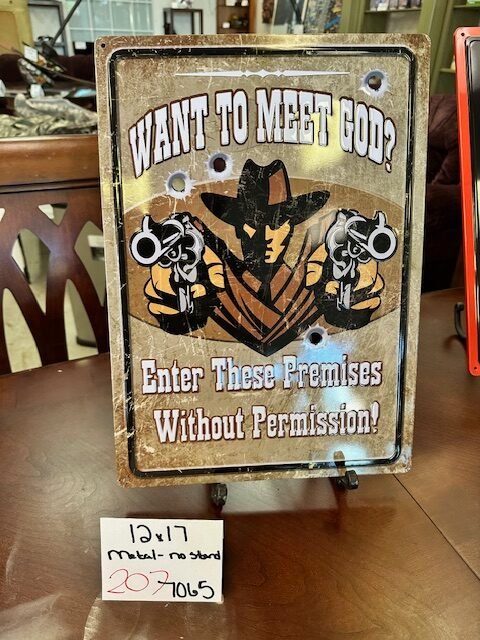 WANT TO MEET GOD?
Enter These Premises
Without Permission!
12x17
metal - no stand
207 7065